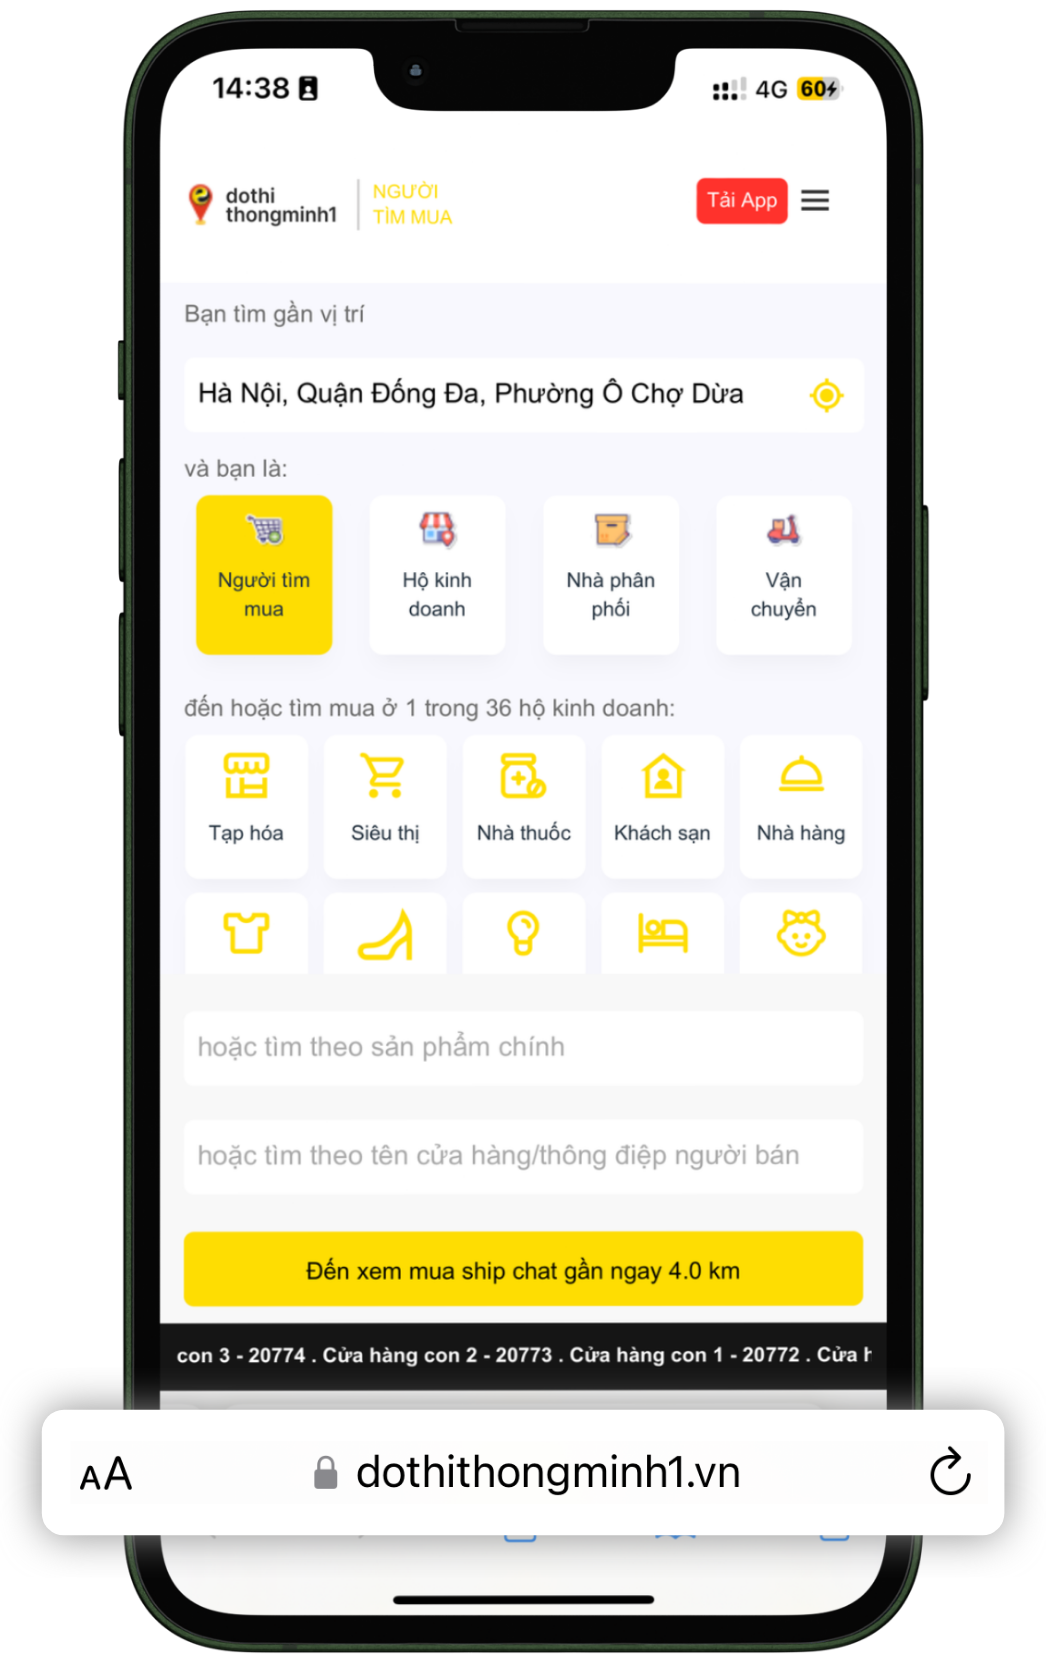 14:38
4G 60
dothi
thongminh1
NGƯỜI
TÌM MUA
Tải App
Bạn tìm gần vị trí
Hà Nội, Quận Đống Đa, Phường Ô Chợ Dừa
và bạn là:
Người tìm
mua
Hộ kinh
doanh
Nhà phân
phối
Vận
chuyển
đến hoặc tìm mua ở 1 trong 36 hộ kinh doanh:
Tạp hóa
Siêu thị
Nhà thuốc
Khách sạn
Nhà hàng
hoặc tìm theo sản phẩm chính
hoặc tìm theo tên cửa hàng/thông điệp người bán
Đến xem mua ship chat gần ngay 4.0 km
con 3 - 20774 . Cửa hàng con 2 - 20773 . Cửa hàng con 1 - 20772 . Cửa
AA dothithongminh1.vn